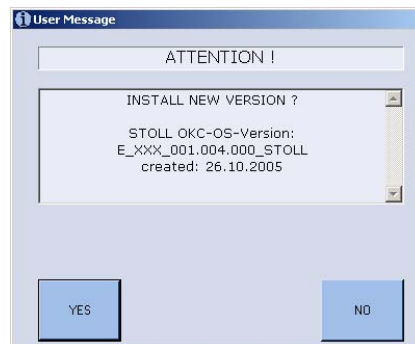 User Message
ATTENTION !
INSTALL NEW VERSION ?
STOLL OKC-OS-Version:
E_XXX_001.004.000_STOLL
created: 26.10.2005
YES
NO